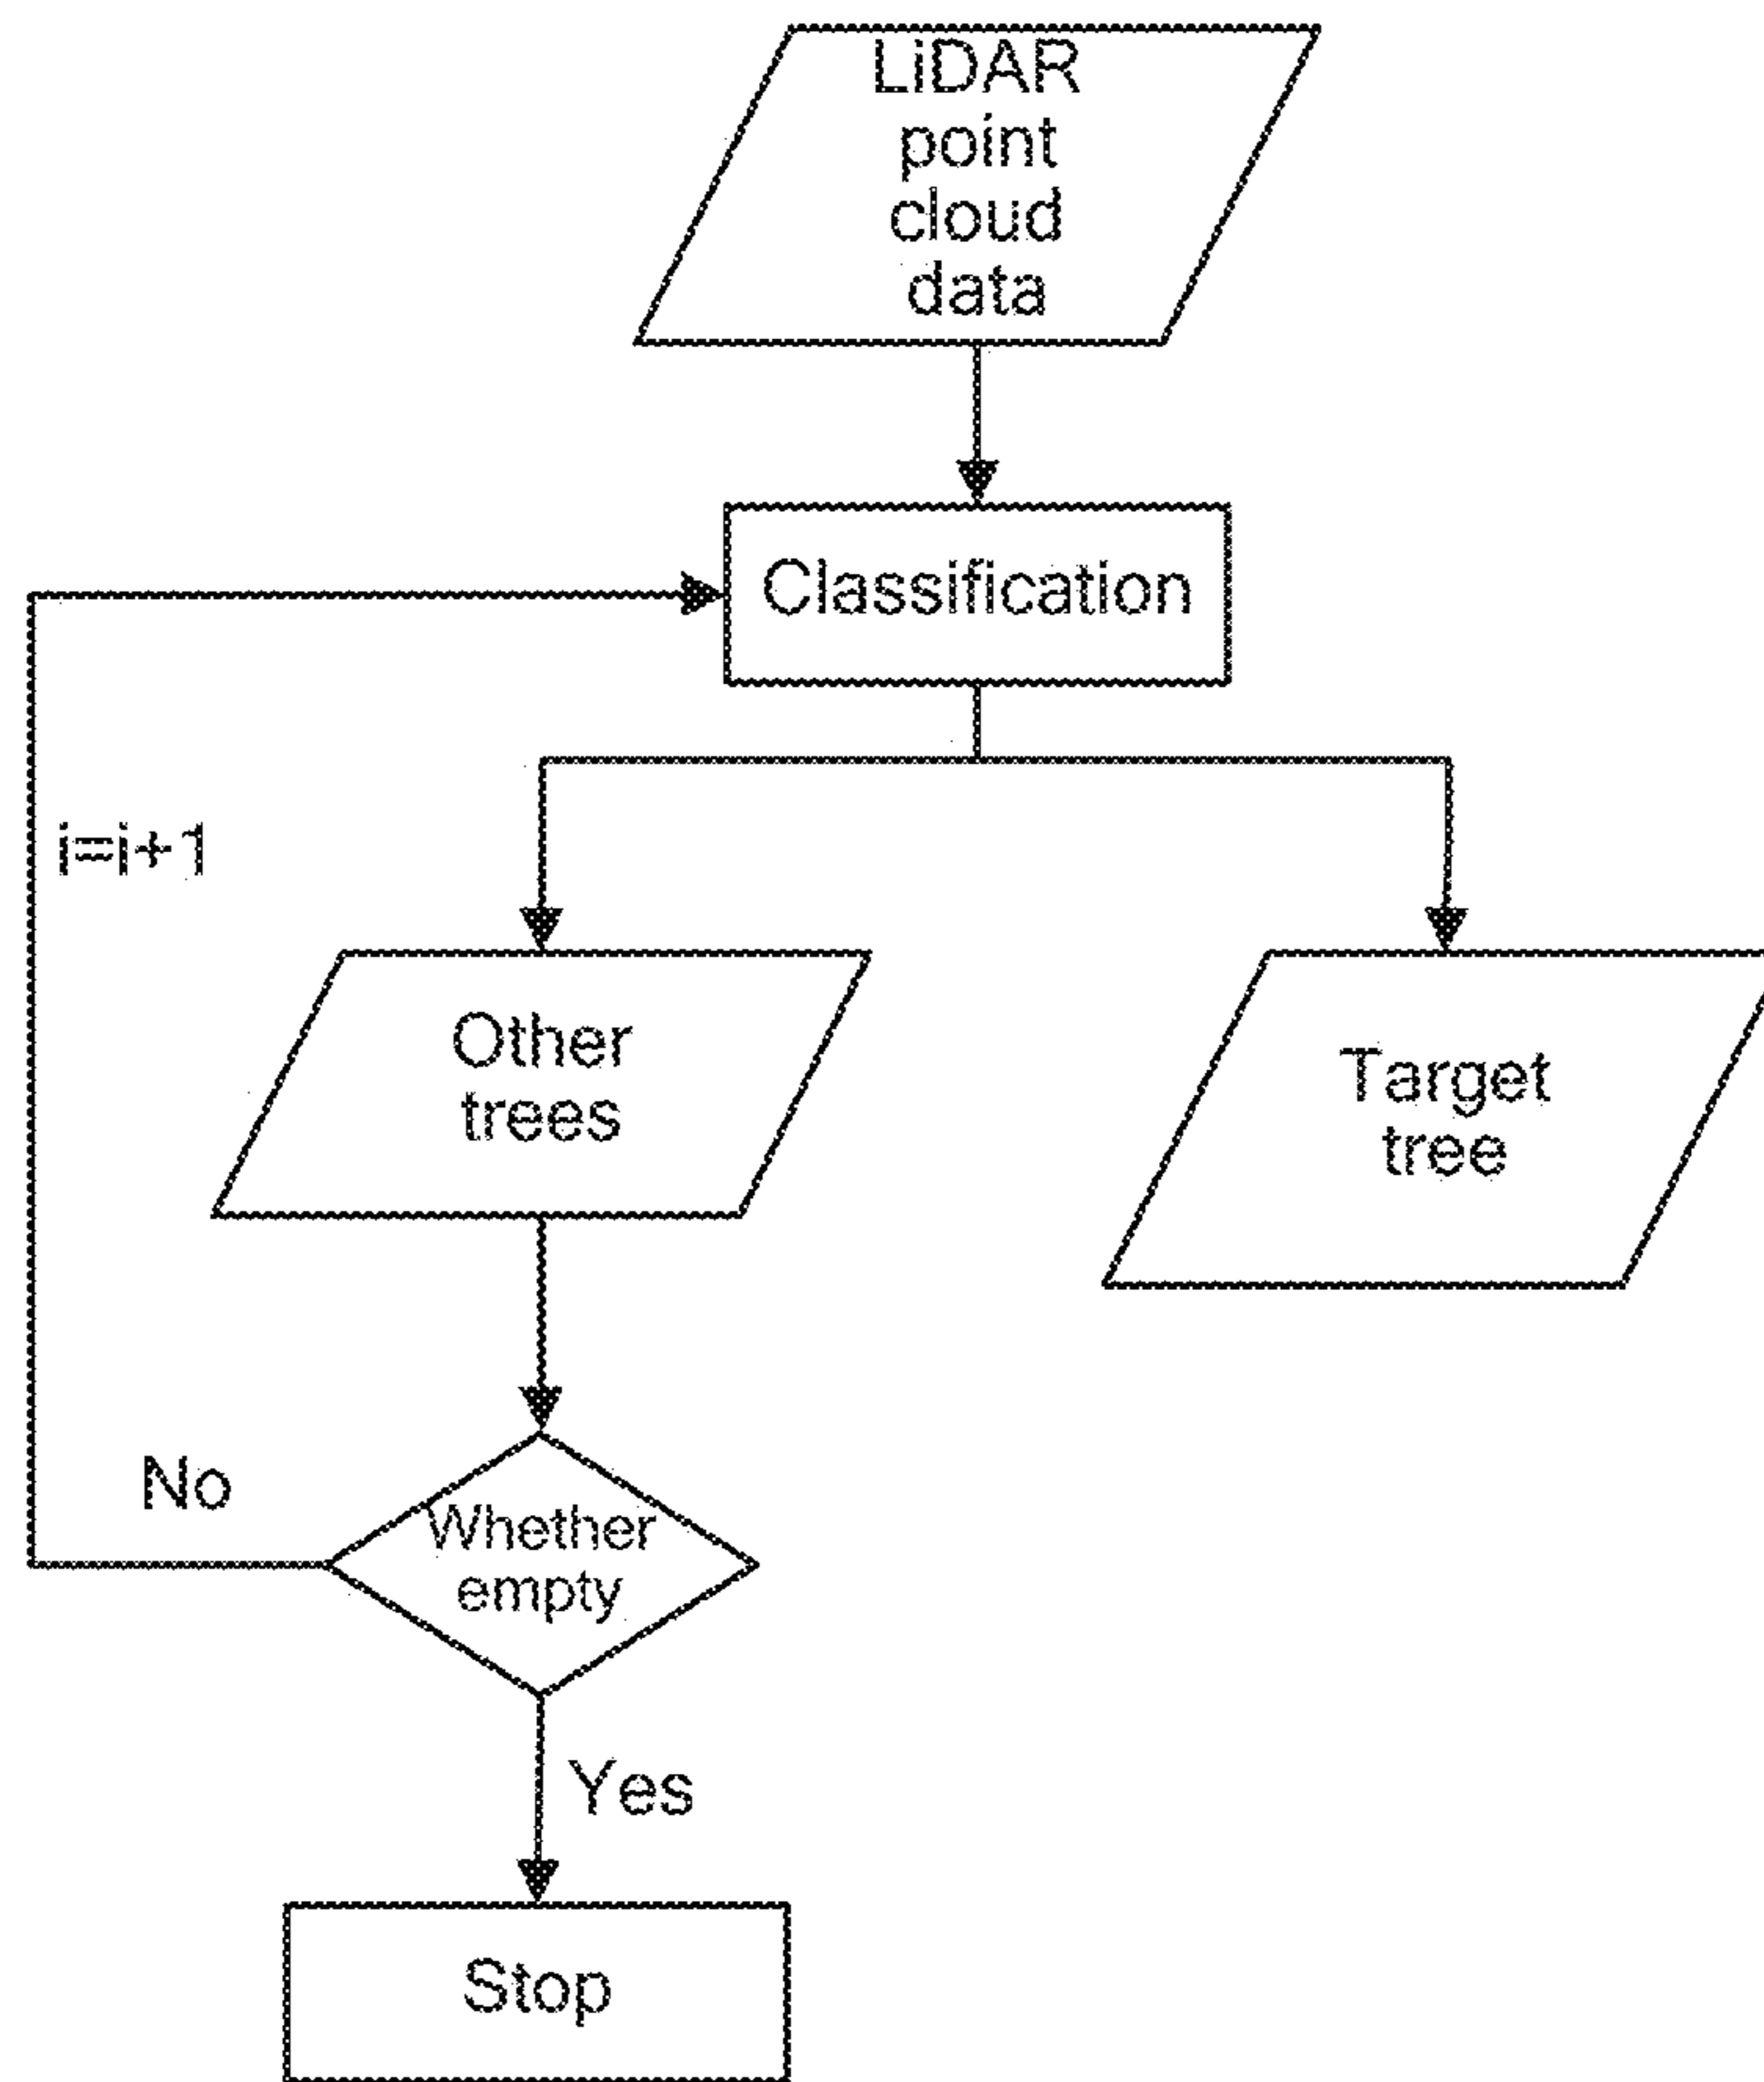 LiDAR
point
cloud
data
Classification
i=i+1
Other
trees
Target
tree
No
Whether
empty
Yes
Stop